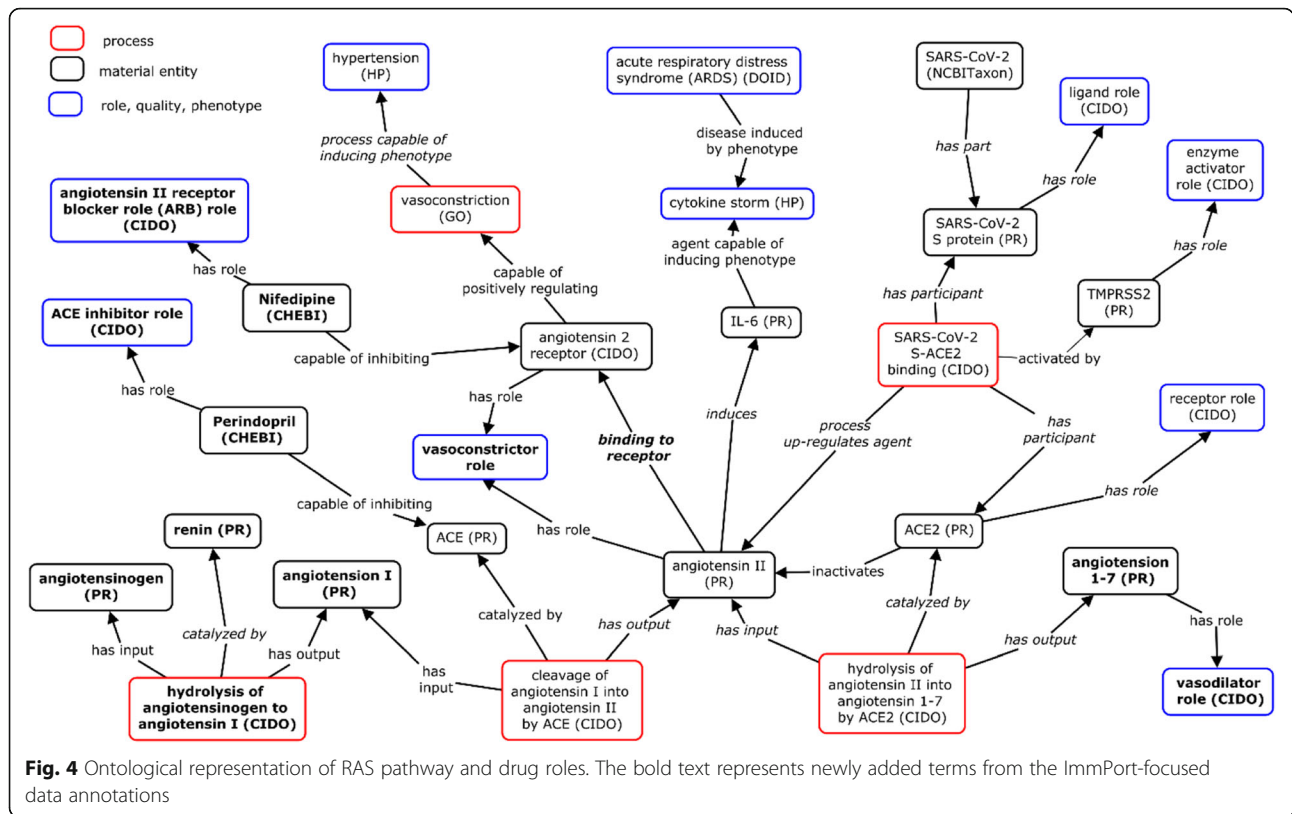 process
material entity
role, quality, phenotype
hypertension
(HP)
acute respiratory distress
syndrome (ARDS) (DOID)
SARS-CoV-2
(NCBITaxon)
ligand role
(CIDO)
process capable of
inducing phenotype
disease induced
by phenotype
has part
has role
enzyme
activator
role (CIDO)
angiotensin II receptor
blocker role (ARB) role
(CIDO)
vasoconstriction
(GO)
cytokine storm (HP)
SARS-CoV-2
S protein (PR)
has role
has role
capable of
positively regulating
agent capable of
inducing phenotype
has participant
TMPRSS2
(PR)
Nifedipine
(CHEBI)
ACE inhibitor role
(CIDO)
capable of inhibiting
angiotensin 2
receptor (CIDO)
IL-6 (PR)
SARS-CoV-2
S-ACE2
binding (CIDO)
activated by
has role
Perindopril
(CHEBI)
has role
vasoconstrictor
role
binding to
receptor
induces
process
up-regulates agent
has
participant
receptor role
(CIDO)
capable of inhibiting
has role
has role
renin (PR)
ACE (PR)
ACE2 (PR)
angiotensinogen
(PR)
angiotension I
(PR)
angiotensin II
(PR)
inactivates
angiotension
1-7 (PR)
has input
catalyzed by
has output
has
input
catalyzed by
has output
has input
catalyzed by
has output
has role
hydrolysis of
angiotensinogen to
angiotensin I (CIDO)
cleavage of
angiotensin I into
angiotensin II
by ACE (CIDO)
hydrolysis of
angiotensin II into
angiotensin 1-7
by ACE2 (CIDO)
vasodilator
role (CIDO)
Fig. 4 Ontological representation of RAS pathway and drug roles. The bold text represents newly added terms from the ImmPort-focused
data annotations